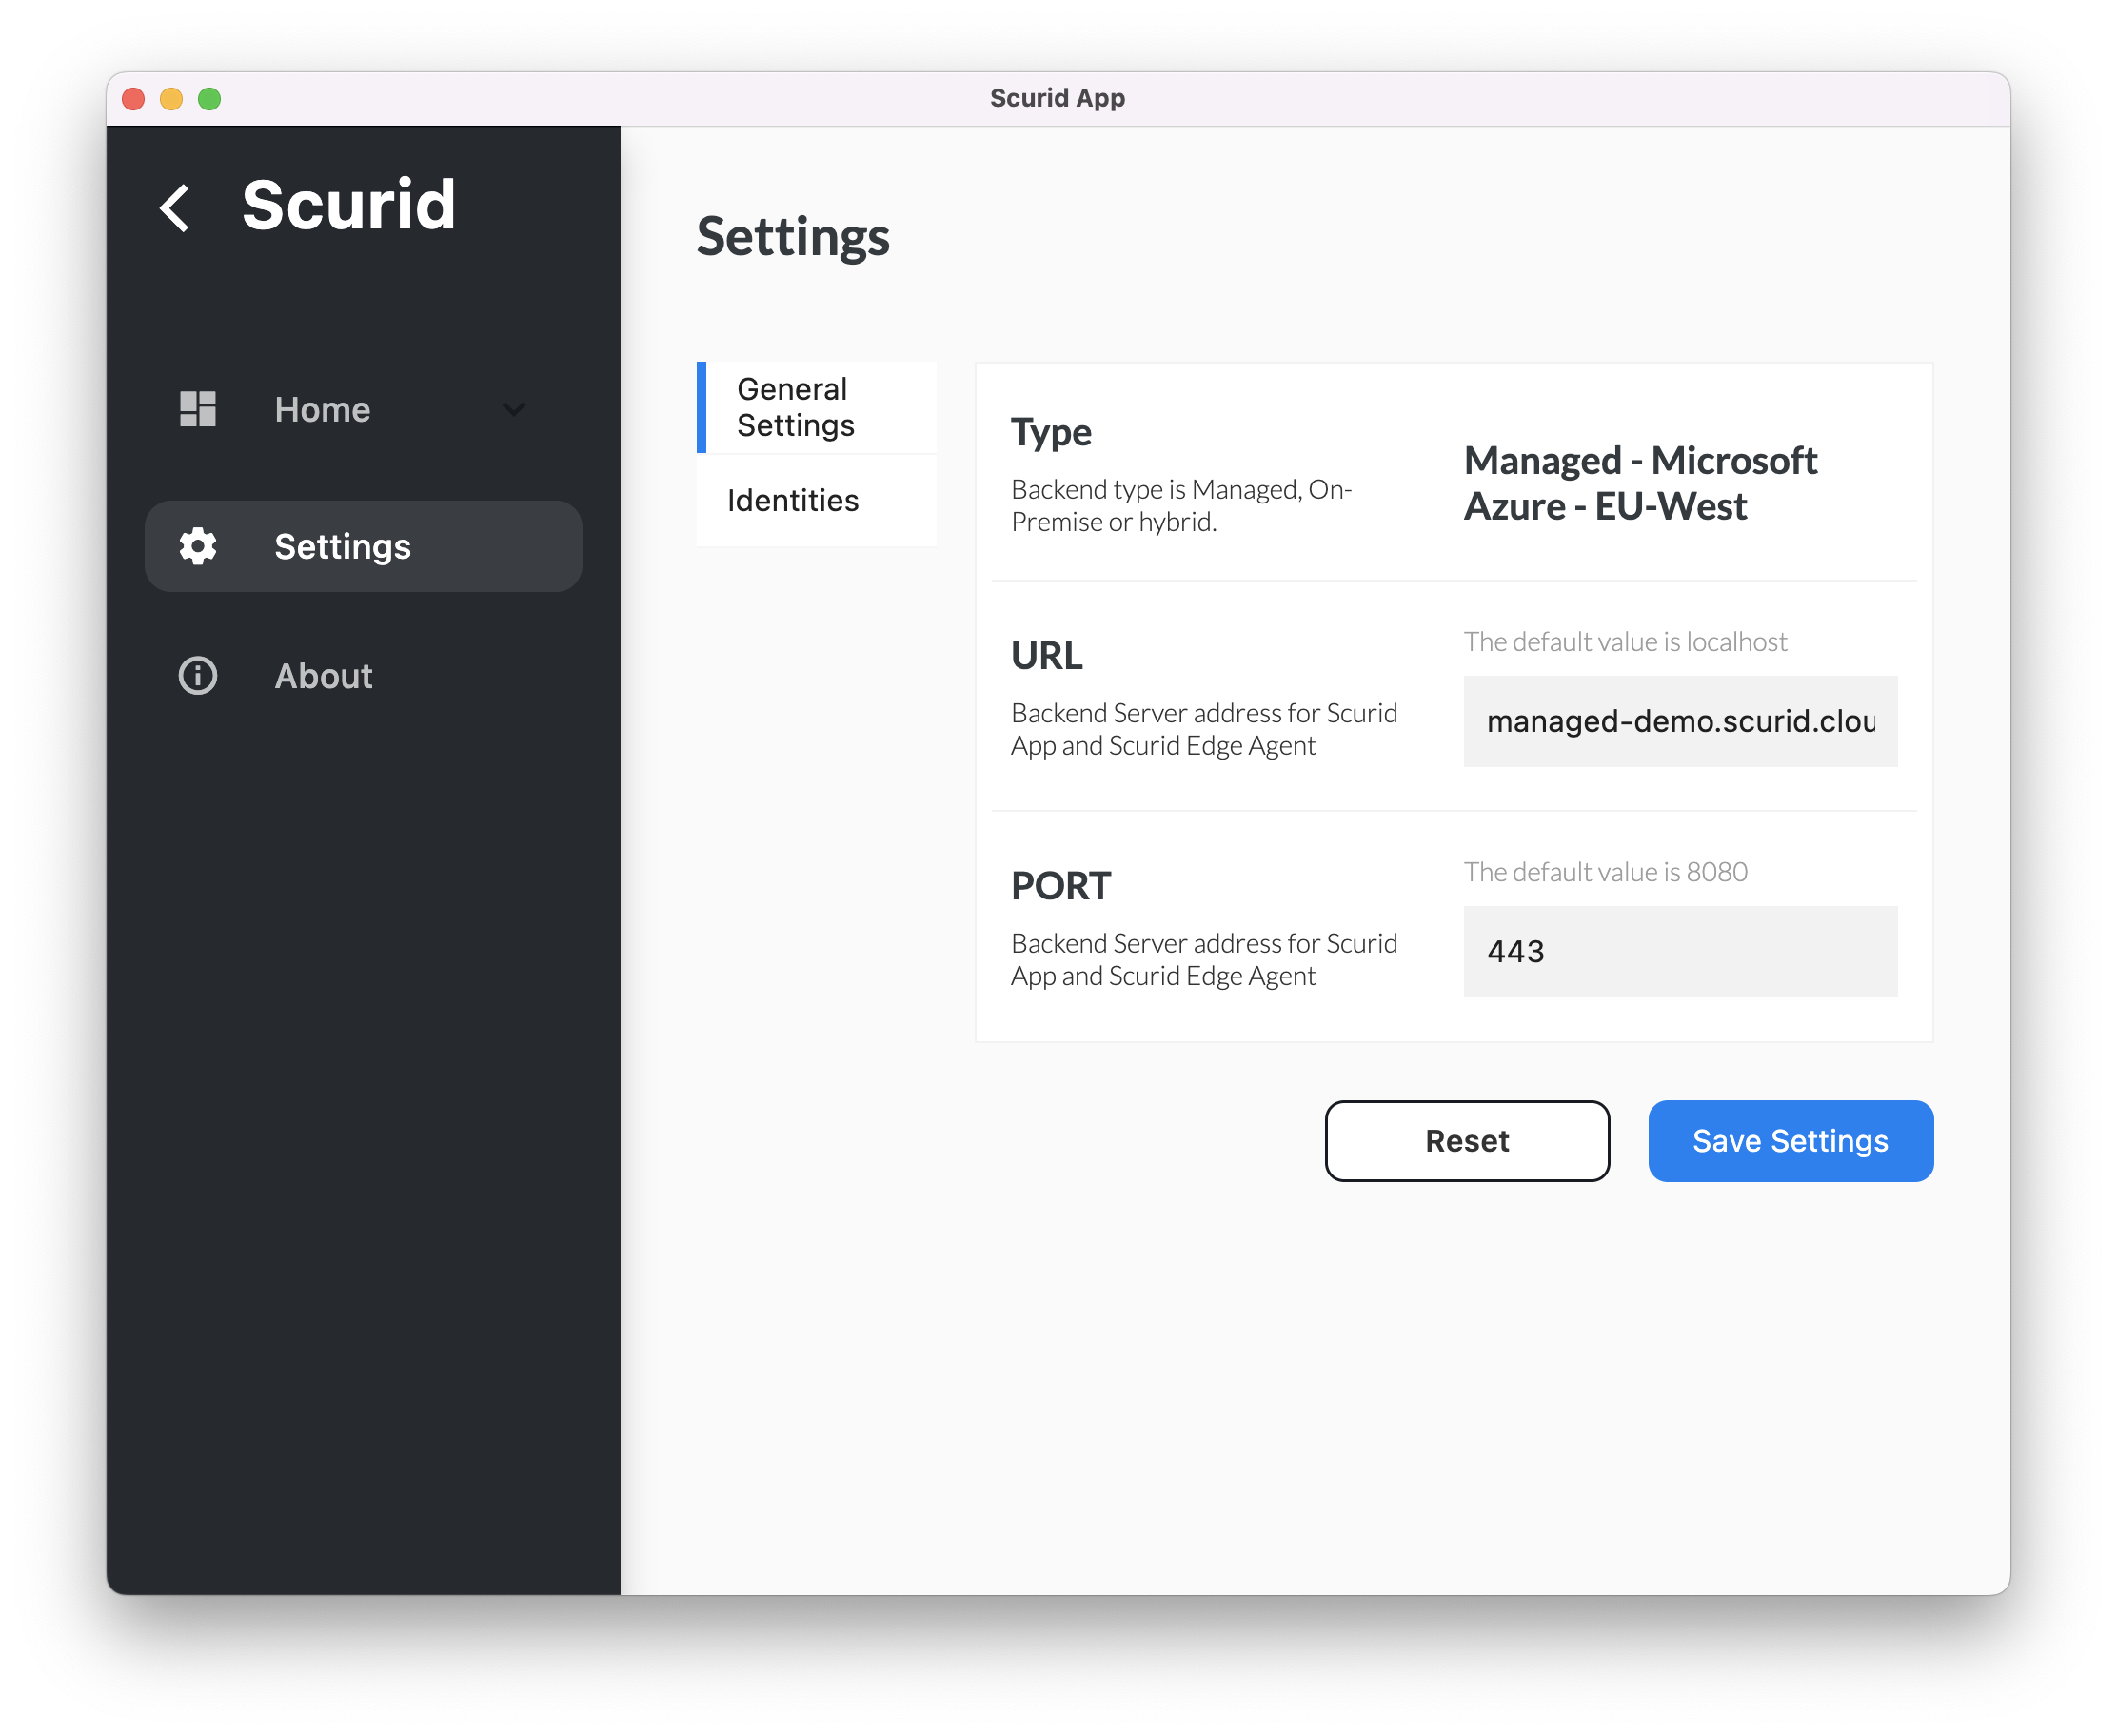 Scurid App
Scurid
Home
Settings
About
Settings
General
Settings
Identities
Type
Backend type is Managed, On-
Premise or hybrid.
Managed - Microsoft
Azure - EU-West
URL
Backend Server address for Scurid
App and Scurid Edge Agent
The default value is localhost
managed-demo.scurid.clou
PORT
Backend Server address for Scurid
App and Scurid Edge Agent
The default value is 8080
443
Reset
Save Settings